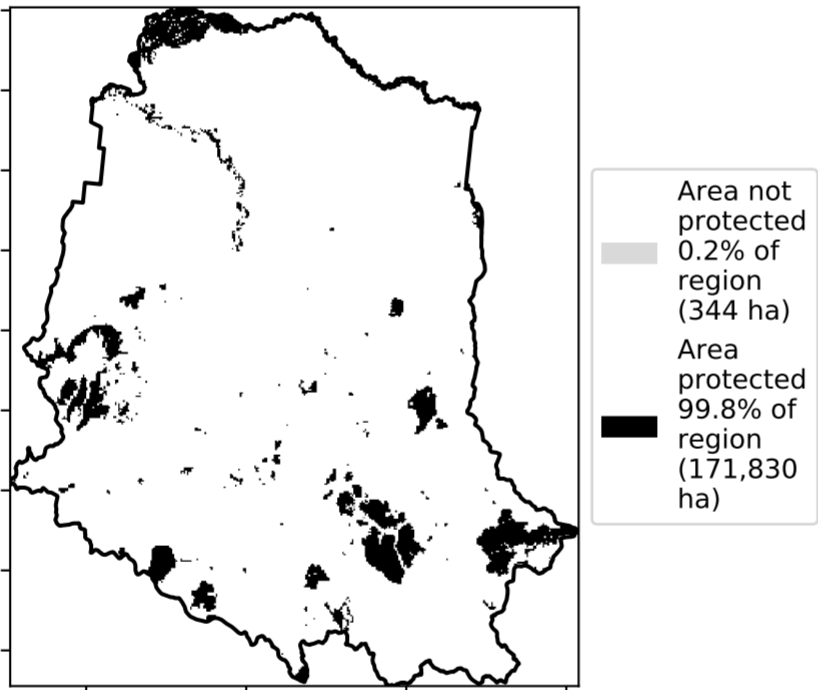 Area not
protected
0.2% of
region
(344 ha)
Area
protected
99.8% of
region
(171,830
ha)